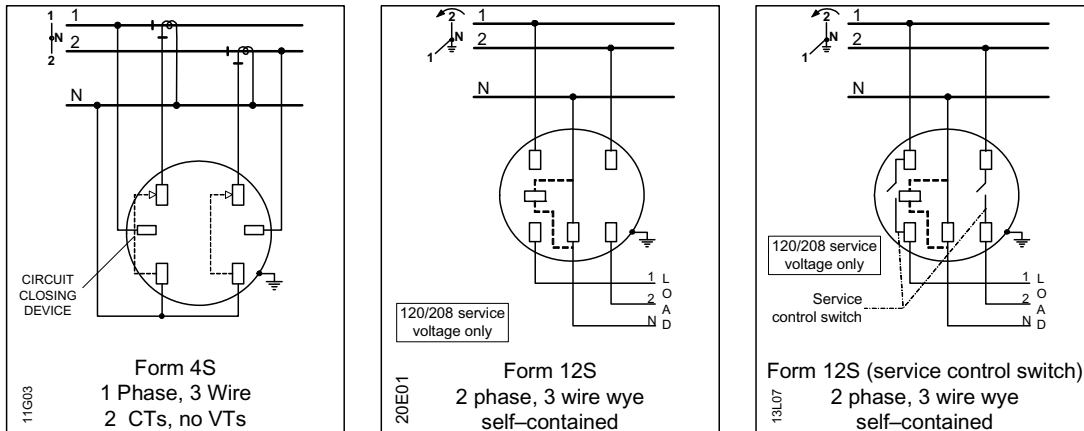 1
N
2
1
2
N
CIRCUIT
CLOSING
DEVICE
11G03
Form 4S
1 Phase, 3 Wire
2 CTs, no VTs
2
N
1
1
2
N
1 L
O
2 A
N D
120/208 service
voltage only
20E01
Form 12S
2 phase, 3 wire wye
self–contained
2
N
1
1
2
N
120/208 service
voltage only
Service
control switch
1 L
O
2 A
N D
13L07
Form 12S (service control switch)
2 phase, 3 wire wye
self–contained